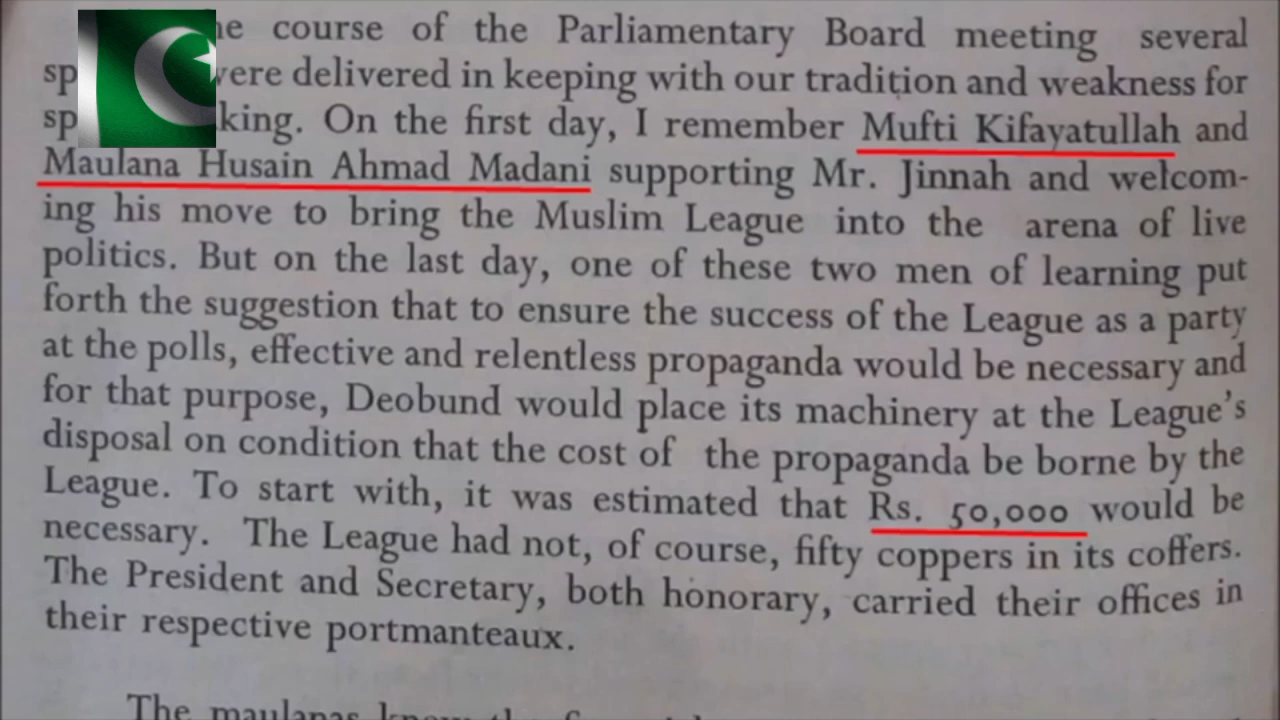 course of the Parliamentary Board meeting several
were delivered in keeping with our tradition and weakness for
On the first day, I remember Mufti Kifayatullah and
Maulana Husain Ahmad Madani supporting Mr. Jinnah and welcom-
ing his move to bring the Muslim League into the arena of live
politics. But on the last day, one of these two men of learning put
forth the suggestion that to ensure the success of the League as a party
at the polls, effective and relentless propaganda would be necessary and
for that purpose, Deobund would place its machinery at the League's
disposal on condition that the cost of the propaganda be borne by the
League. To start with, it was estimated that Rs. 50,000 would be
necessary. The League had not, of course, fifty coppers in its coffers.
The President and Secretary, both honorary, carried their offices in
their respective portmanteaux.
The maulanas